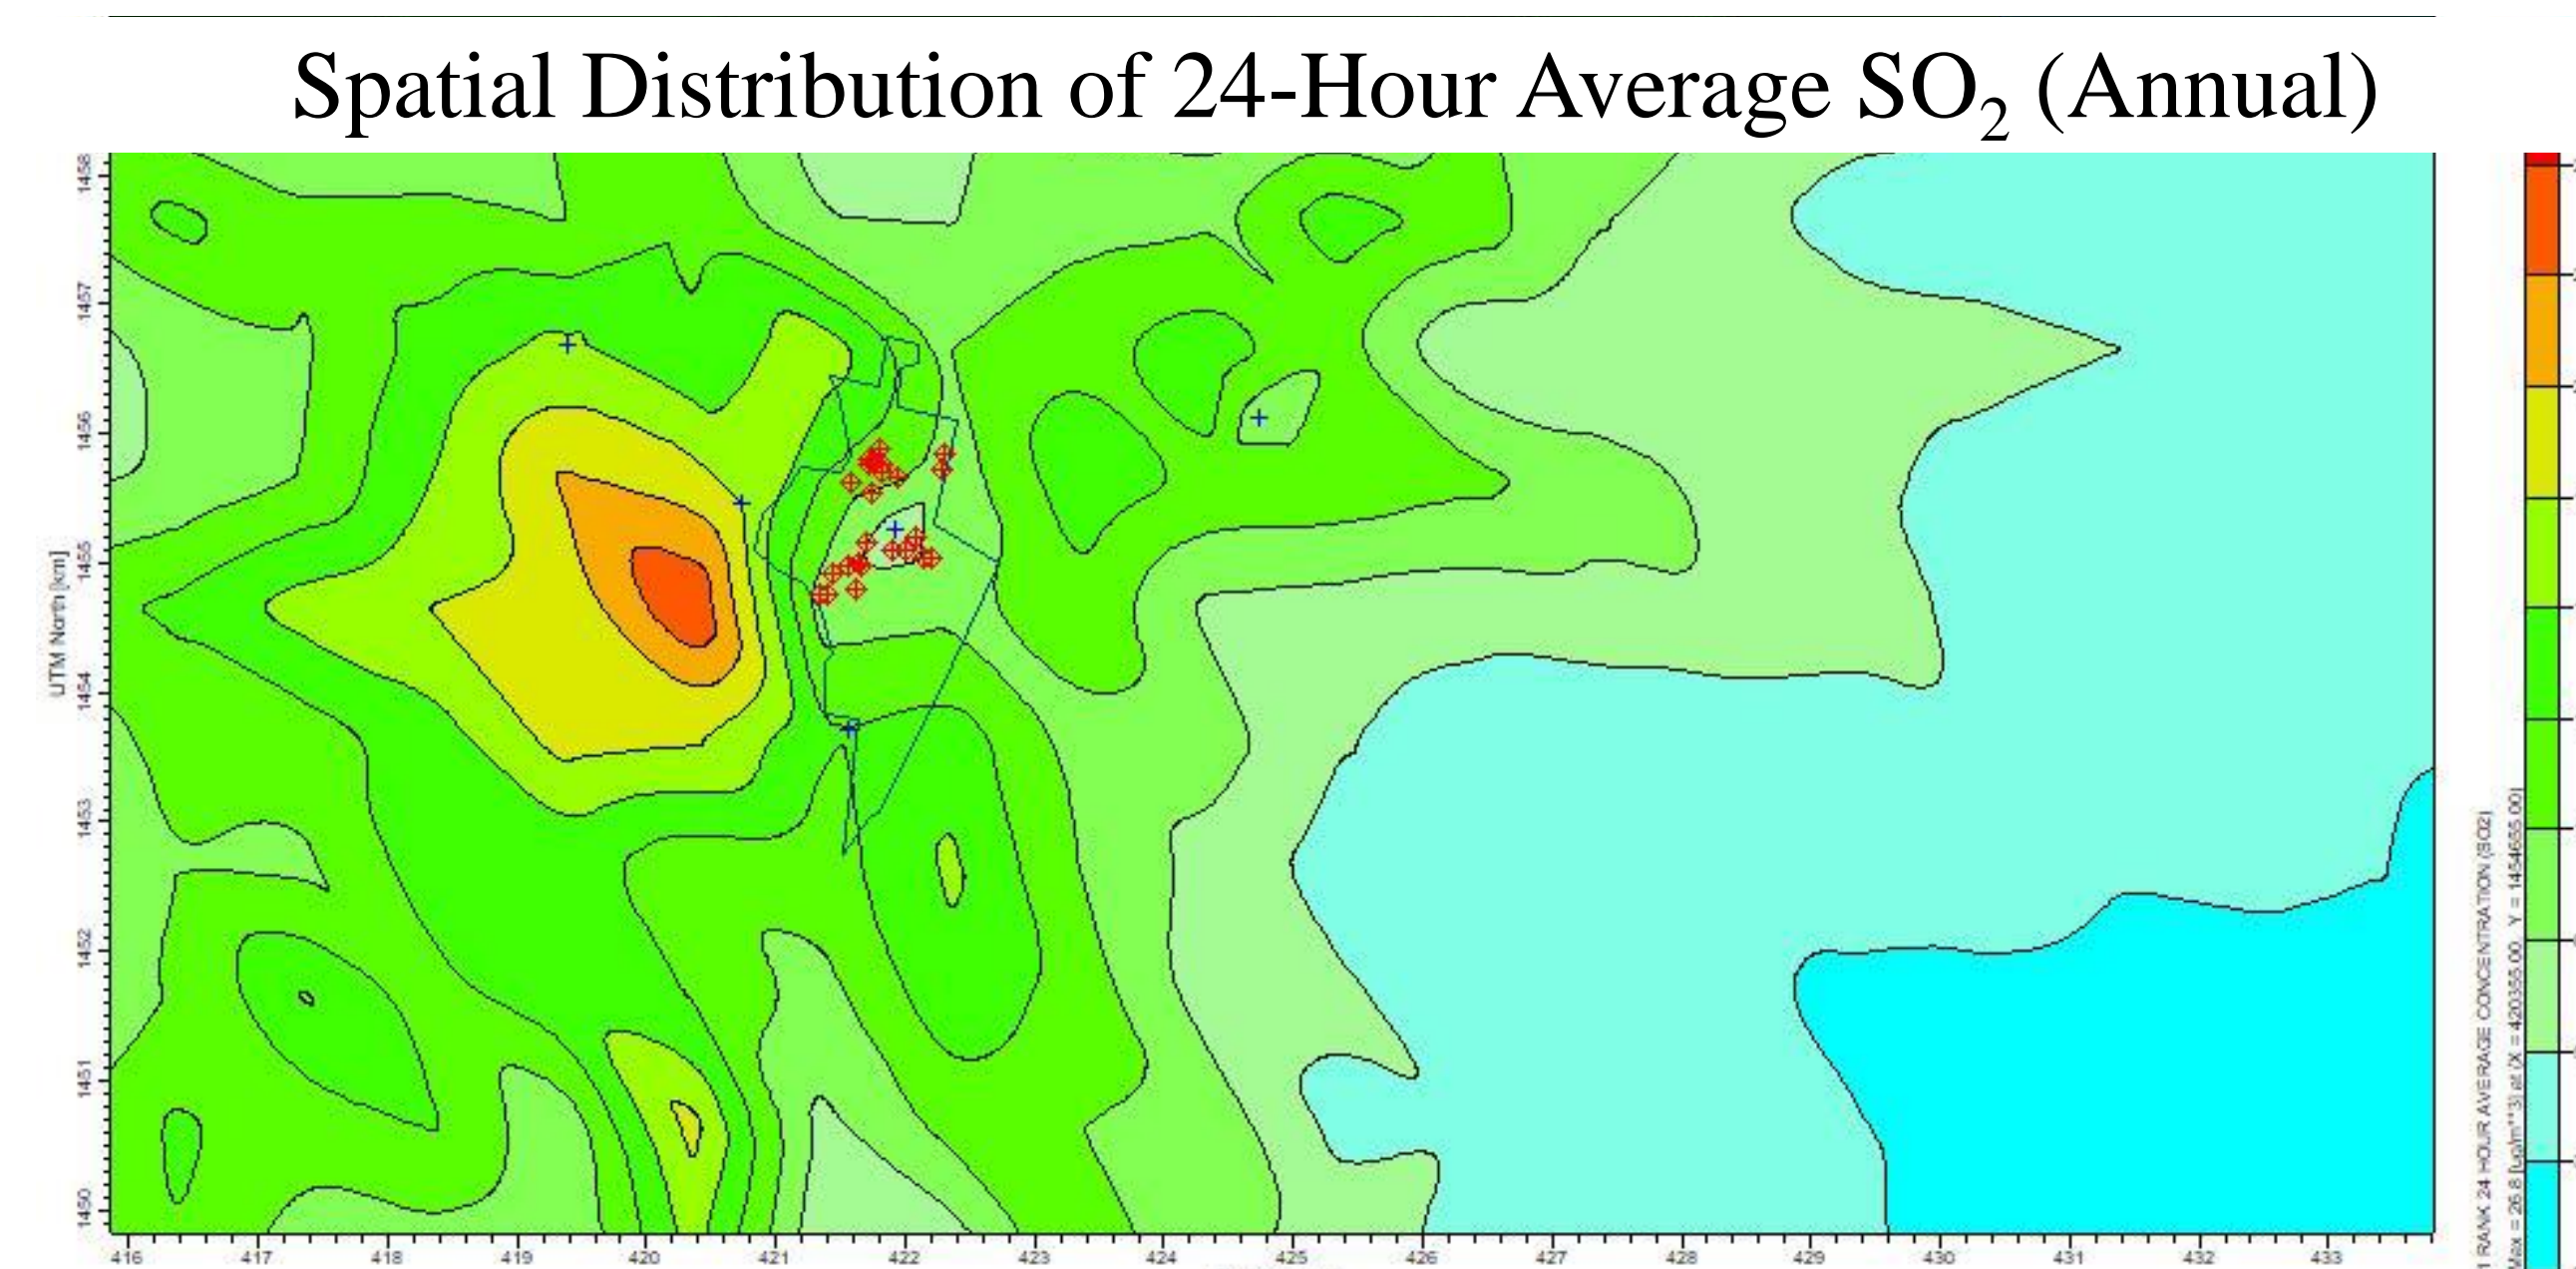 Spatial Distribution of 24-Hour Average SO2 (Annual)
UTM North [km]
1458
1457
1456
1455
1454
1453
1452
1451
1450
416 417 418 419 420 421 422 423 424 425 426 427 428 429 430 431 432 433
1 RANK 24 HOUR AVERAGE CONCENTRATION (SO2)
Max = 26.8 [ug/m**3] at (X = 420355.00, Y = 1454655.00)